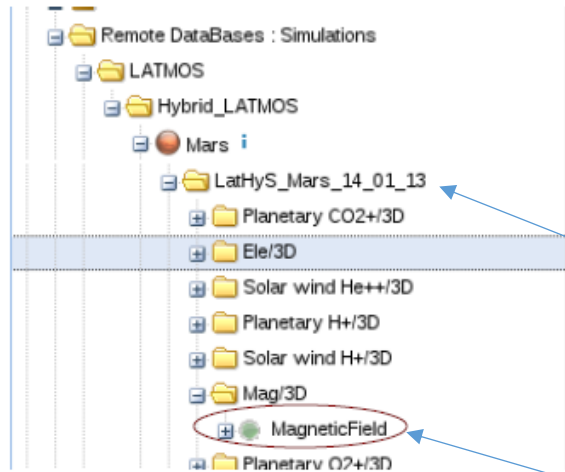 Remote DataBases : Simulations
LATMOS
Hybrid_LATMOS
Mars i
LatHyS_Mars_14_01_13
Planetary CO2+/3D
Ele/3D
Solar wind He++/3D
Planetary H+/3D
Solar wind H+/3D
Mag/3D
MagneticField
Planetary O2+/3D